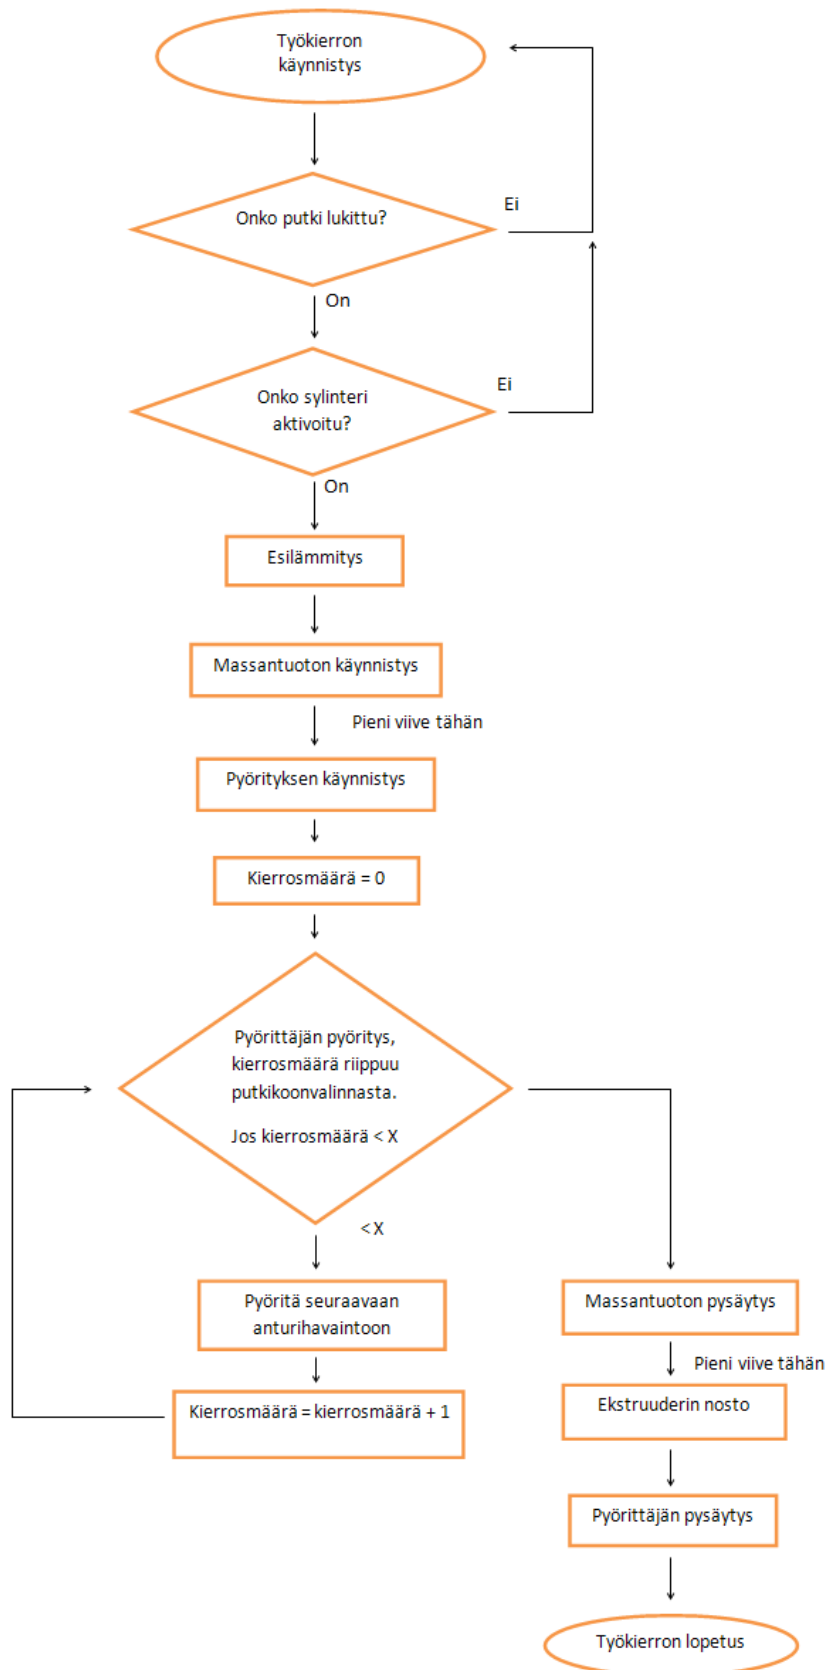 Työkierron
käynnistys
Onko putki lukittu?
Ei
On
Onko sylinteri
aktivoitu?
Ei
On
Esilämmitys
Massantuoton käynnistys
Pieni viive tähän
Pyörityksen käynnistys
Kierrosmäärä = 0
Pyörittäjän pyöritys,
kierrosmäärä riippuu
putkikoonvalinnasta.
Jos kierrosmäärä < X
< X
Pyöritä seuraavaan
anturihavaintoon
Kierrosmäärä = kierrosmäärä + 1
Massantuoton pysäytys
Pieni viive tähän
Ekstruuderin nosto
Pyörittäjän pysäytys
Työkierron lopetus